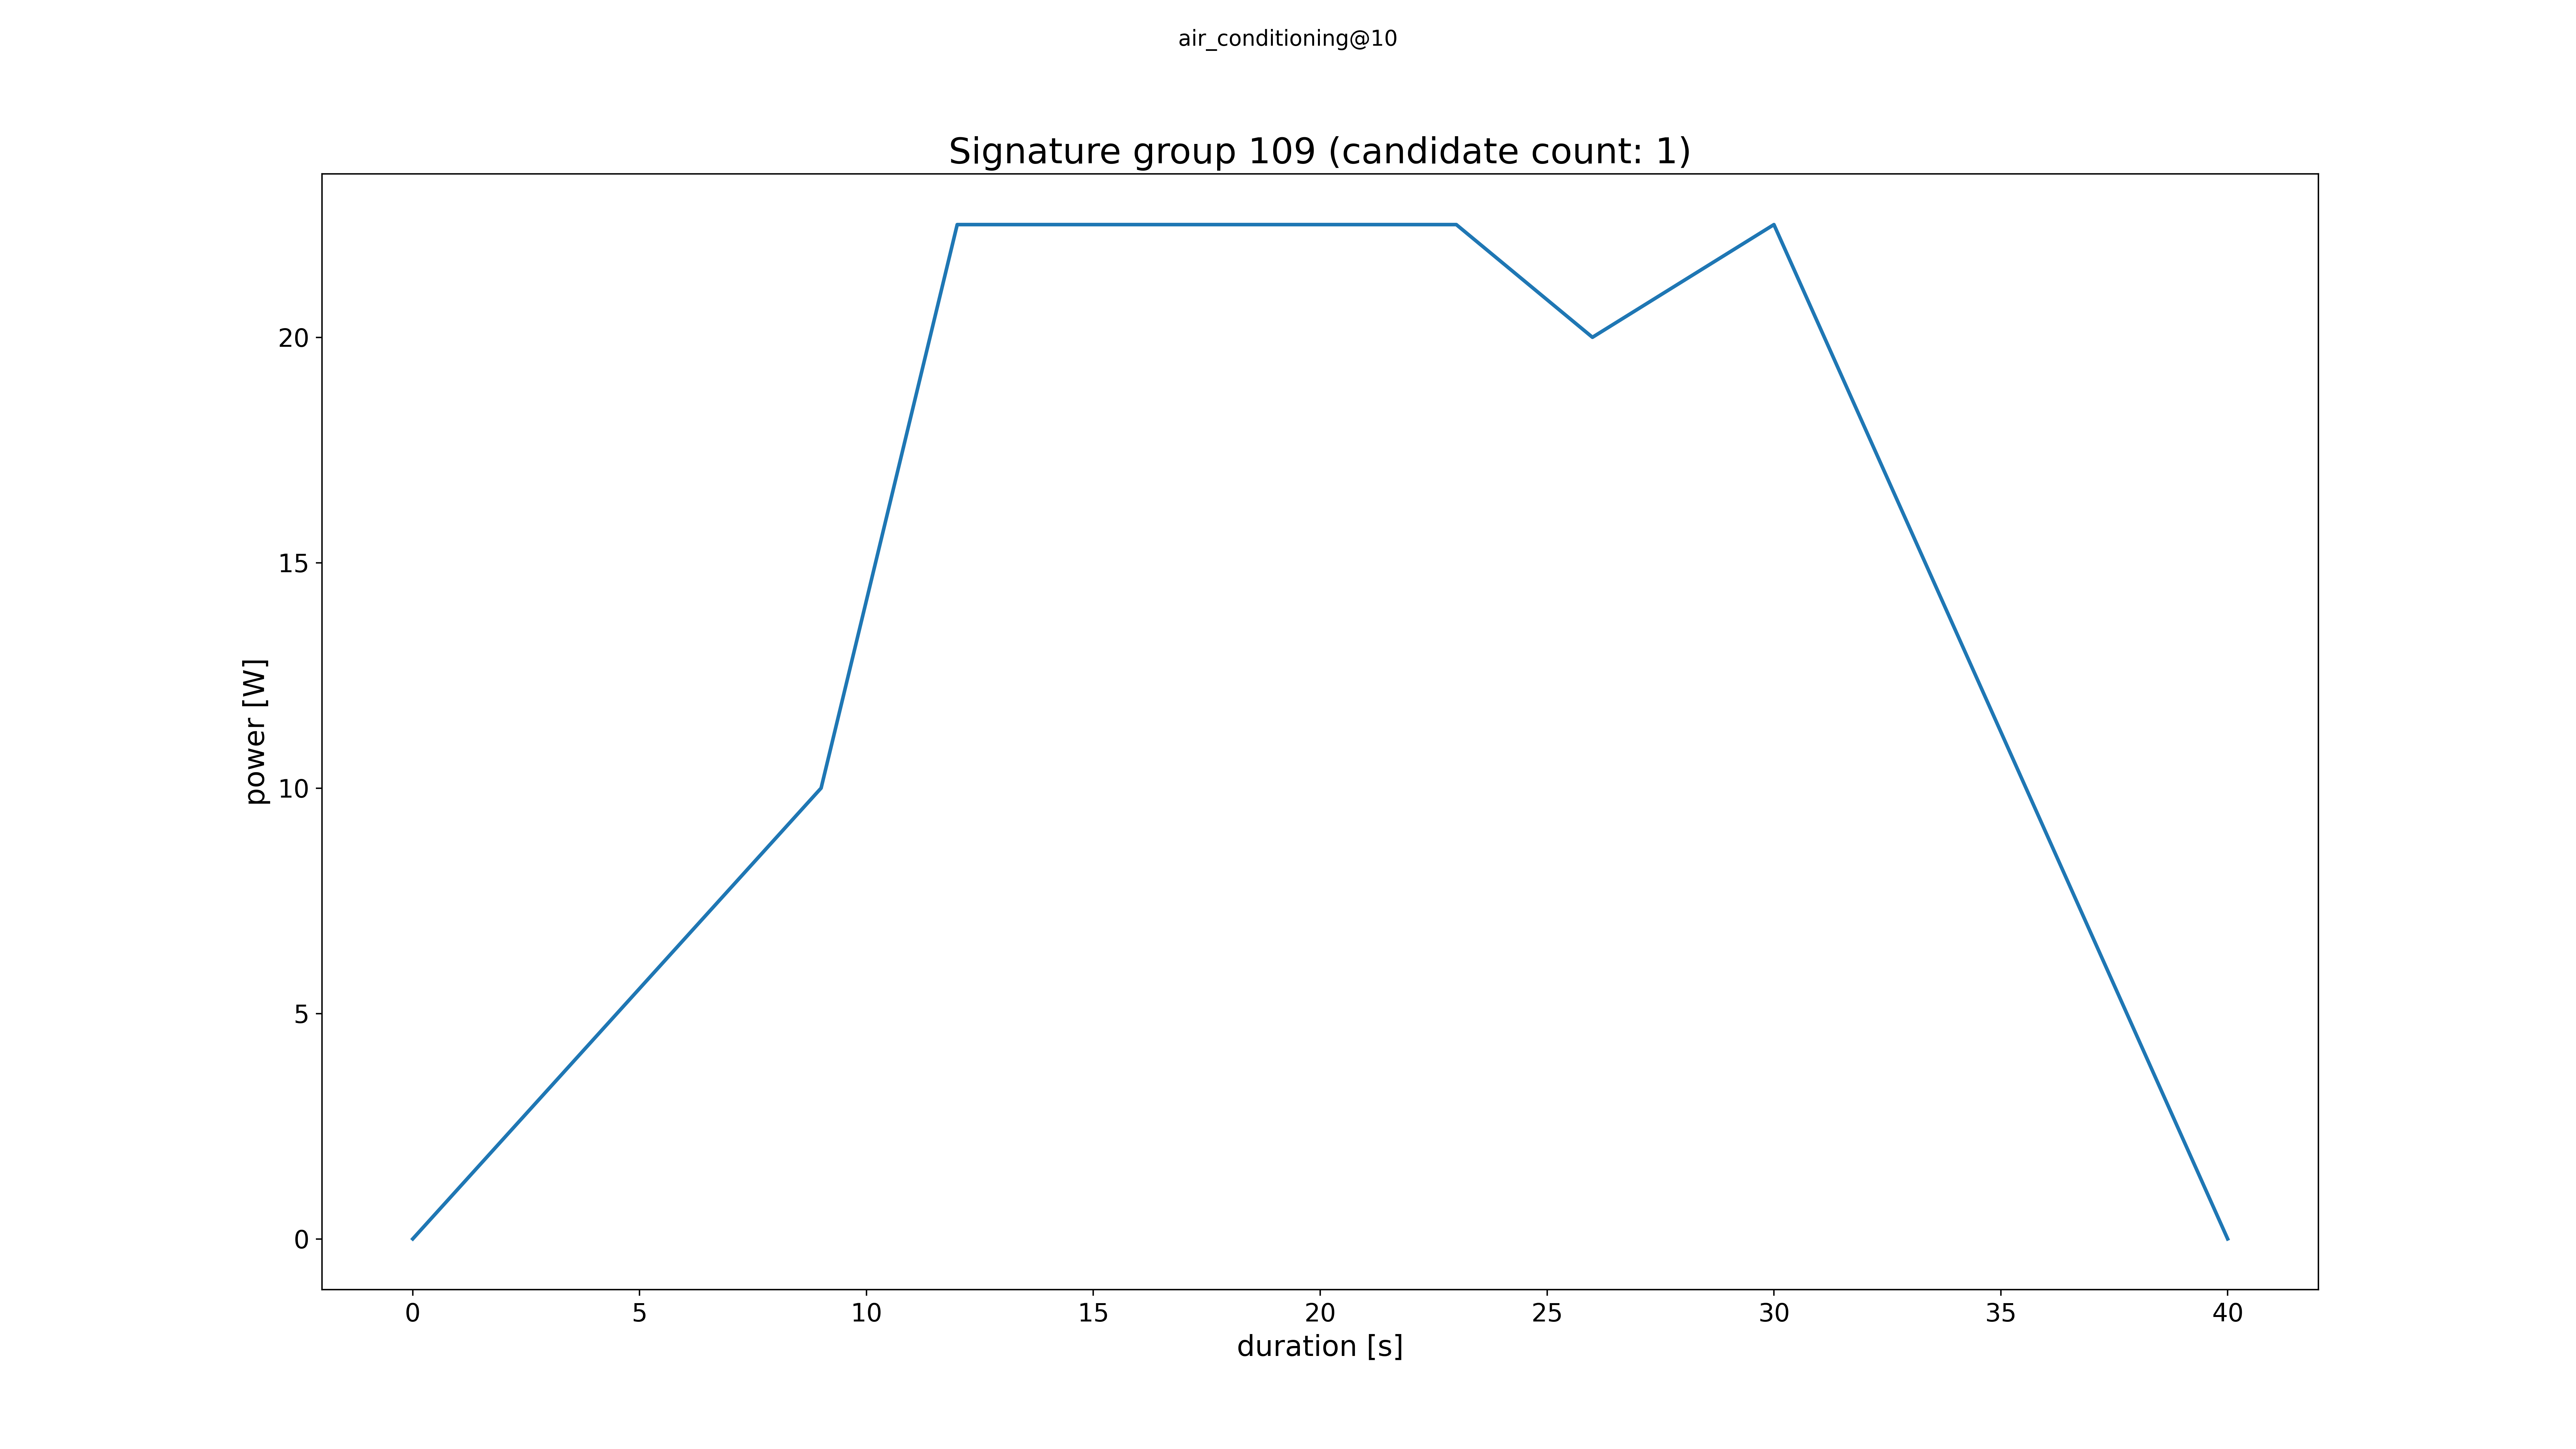 air_conditioning@10
Signature group 109 (candidate count: 1)
power [W]
20
15
10
5
0
0 5 10 15 20 25 30 35 40
duration [s]